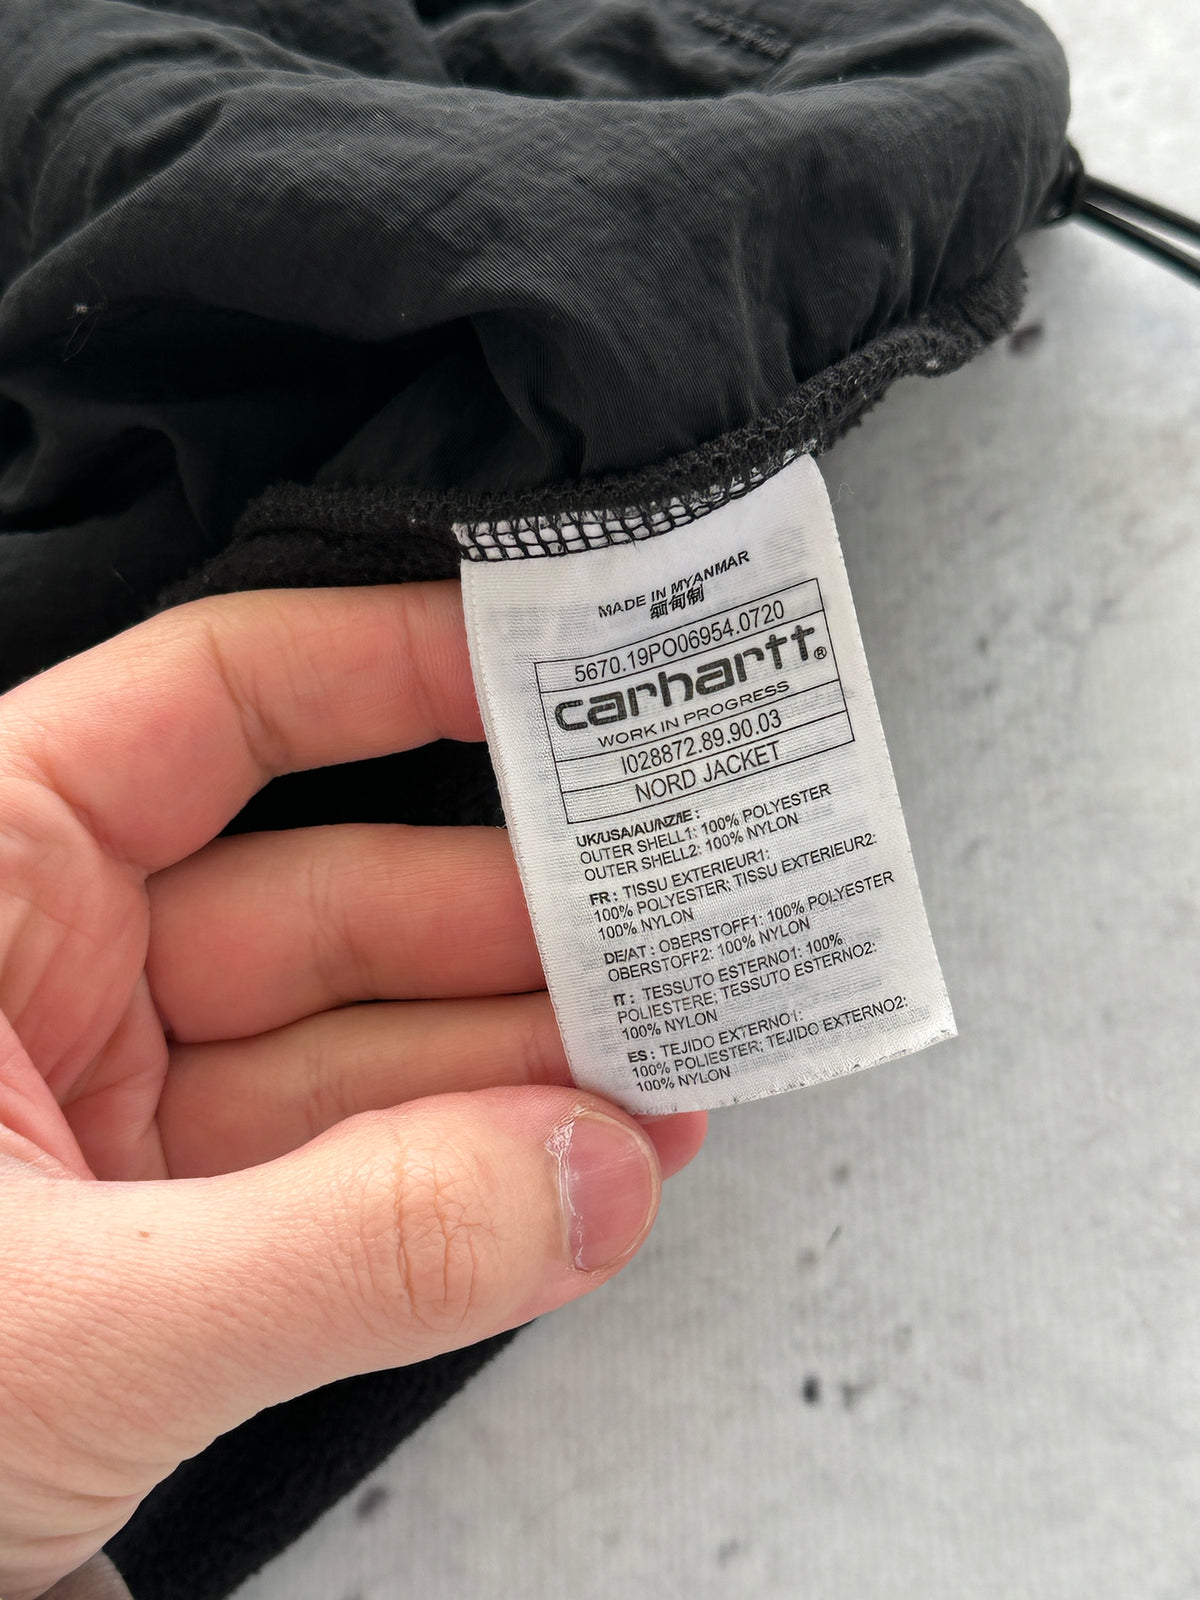 MADE IN MYANMAR
缅甸制
5670.19PO06954.0720
carhartt®
WORK IN PROGRESS
I028872.89.90.03
NORD JACKET
UK/USA/AU/NZ/IE :
OUTER SHELL1: 100% POLYESTER
OUTER SHELL2: 100% NYLON
FR : TISSU EXTERIEUR1:
100% POLYESTER; TISSU EXTERIEUR2:
100% NYLON
DE/AT : OBERSTOFF1: 100% POLYESTER
OBERSTOFF2: 100% NYLON
IT : TESSUTO ESTERNO1: 100%
POLIESTERE; TESSUTO ESTERNO2:
100% NYLON
ES : TEJIDO EXTERNO1:
100% POLIESTER; TEJIDO EXTERNO2:
100% NYLON